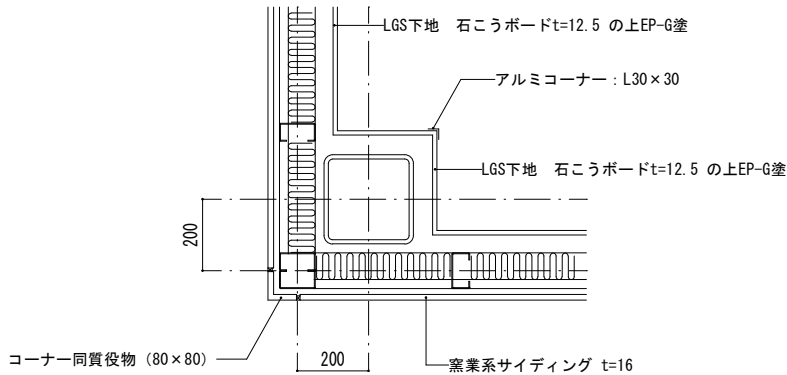 LGS下地　石こうボードt=12.5 の上EP-G塗
アルミコーナー：L30×30
LGS下地　石こうボードt=12.5 の上EP-G塗
200
コーナー同質役物（80×80）
200
窯業系サイディング t=16